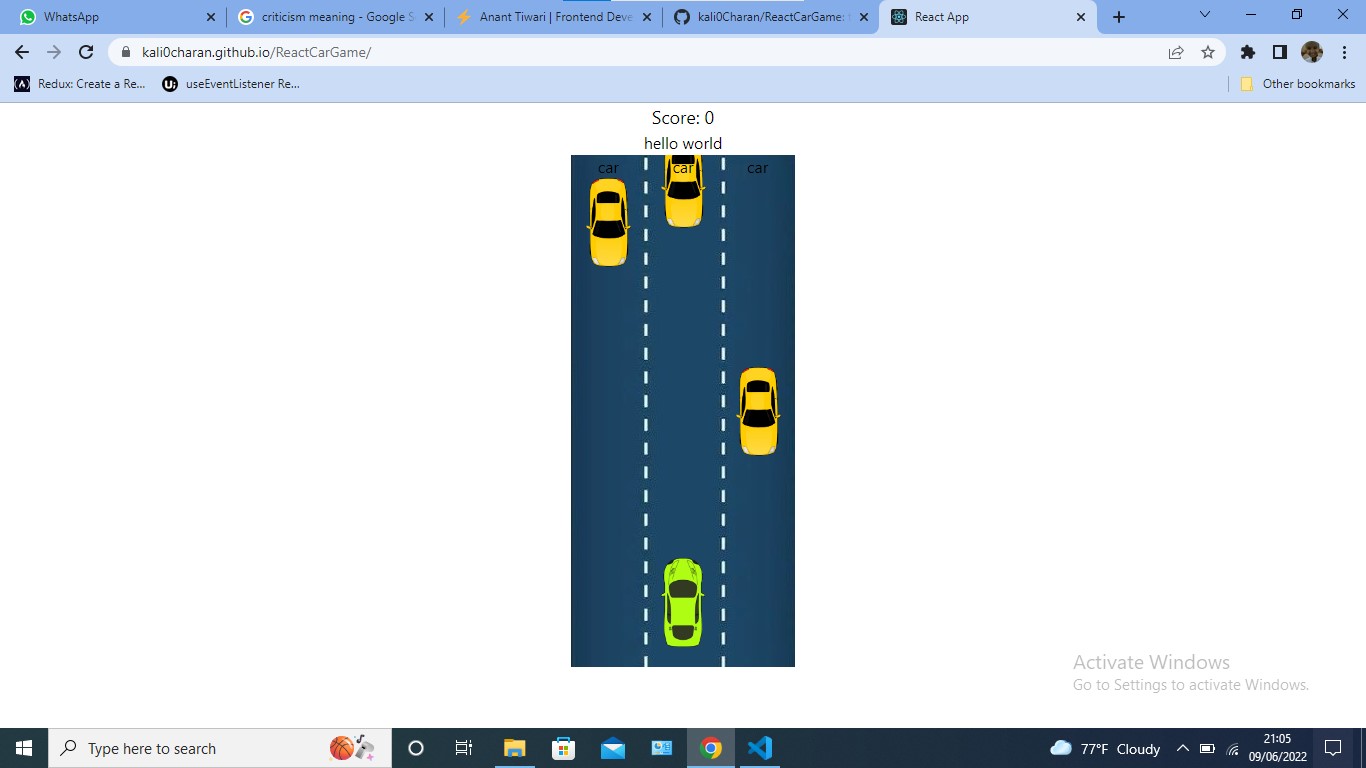 WhatsApp
criticism meaning - Google S
Anant Tiwari | Frontend Deve
kali0Charan/ReactCarGame:
React App
kali0charan.github.io/ReactCarGame/
Redux: Create a Re...
useEventListener Re...
Other bookmarks
Score: 0
hello world
car car car
Activate Windows
Go to Settings to activate Windows.
Type here to search
77°F Cloudy
21:05
09/06/2022